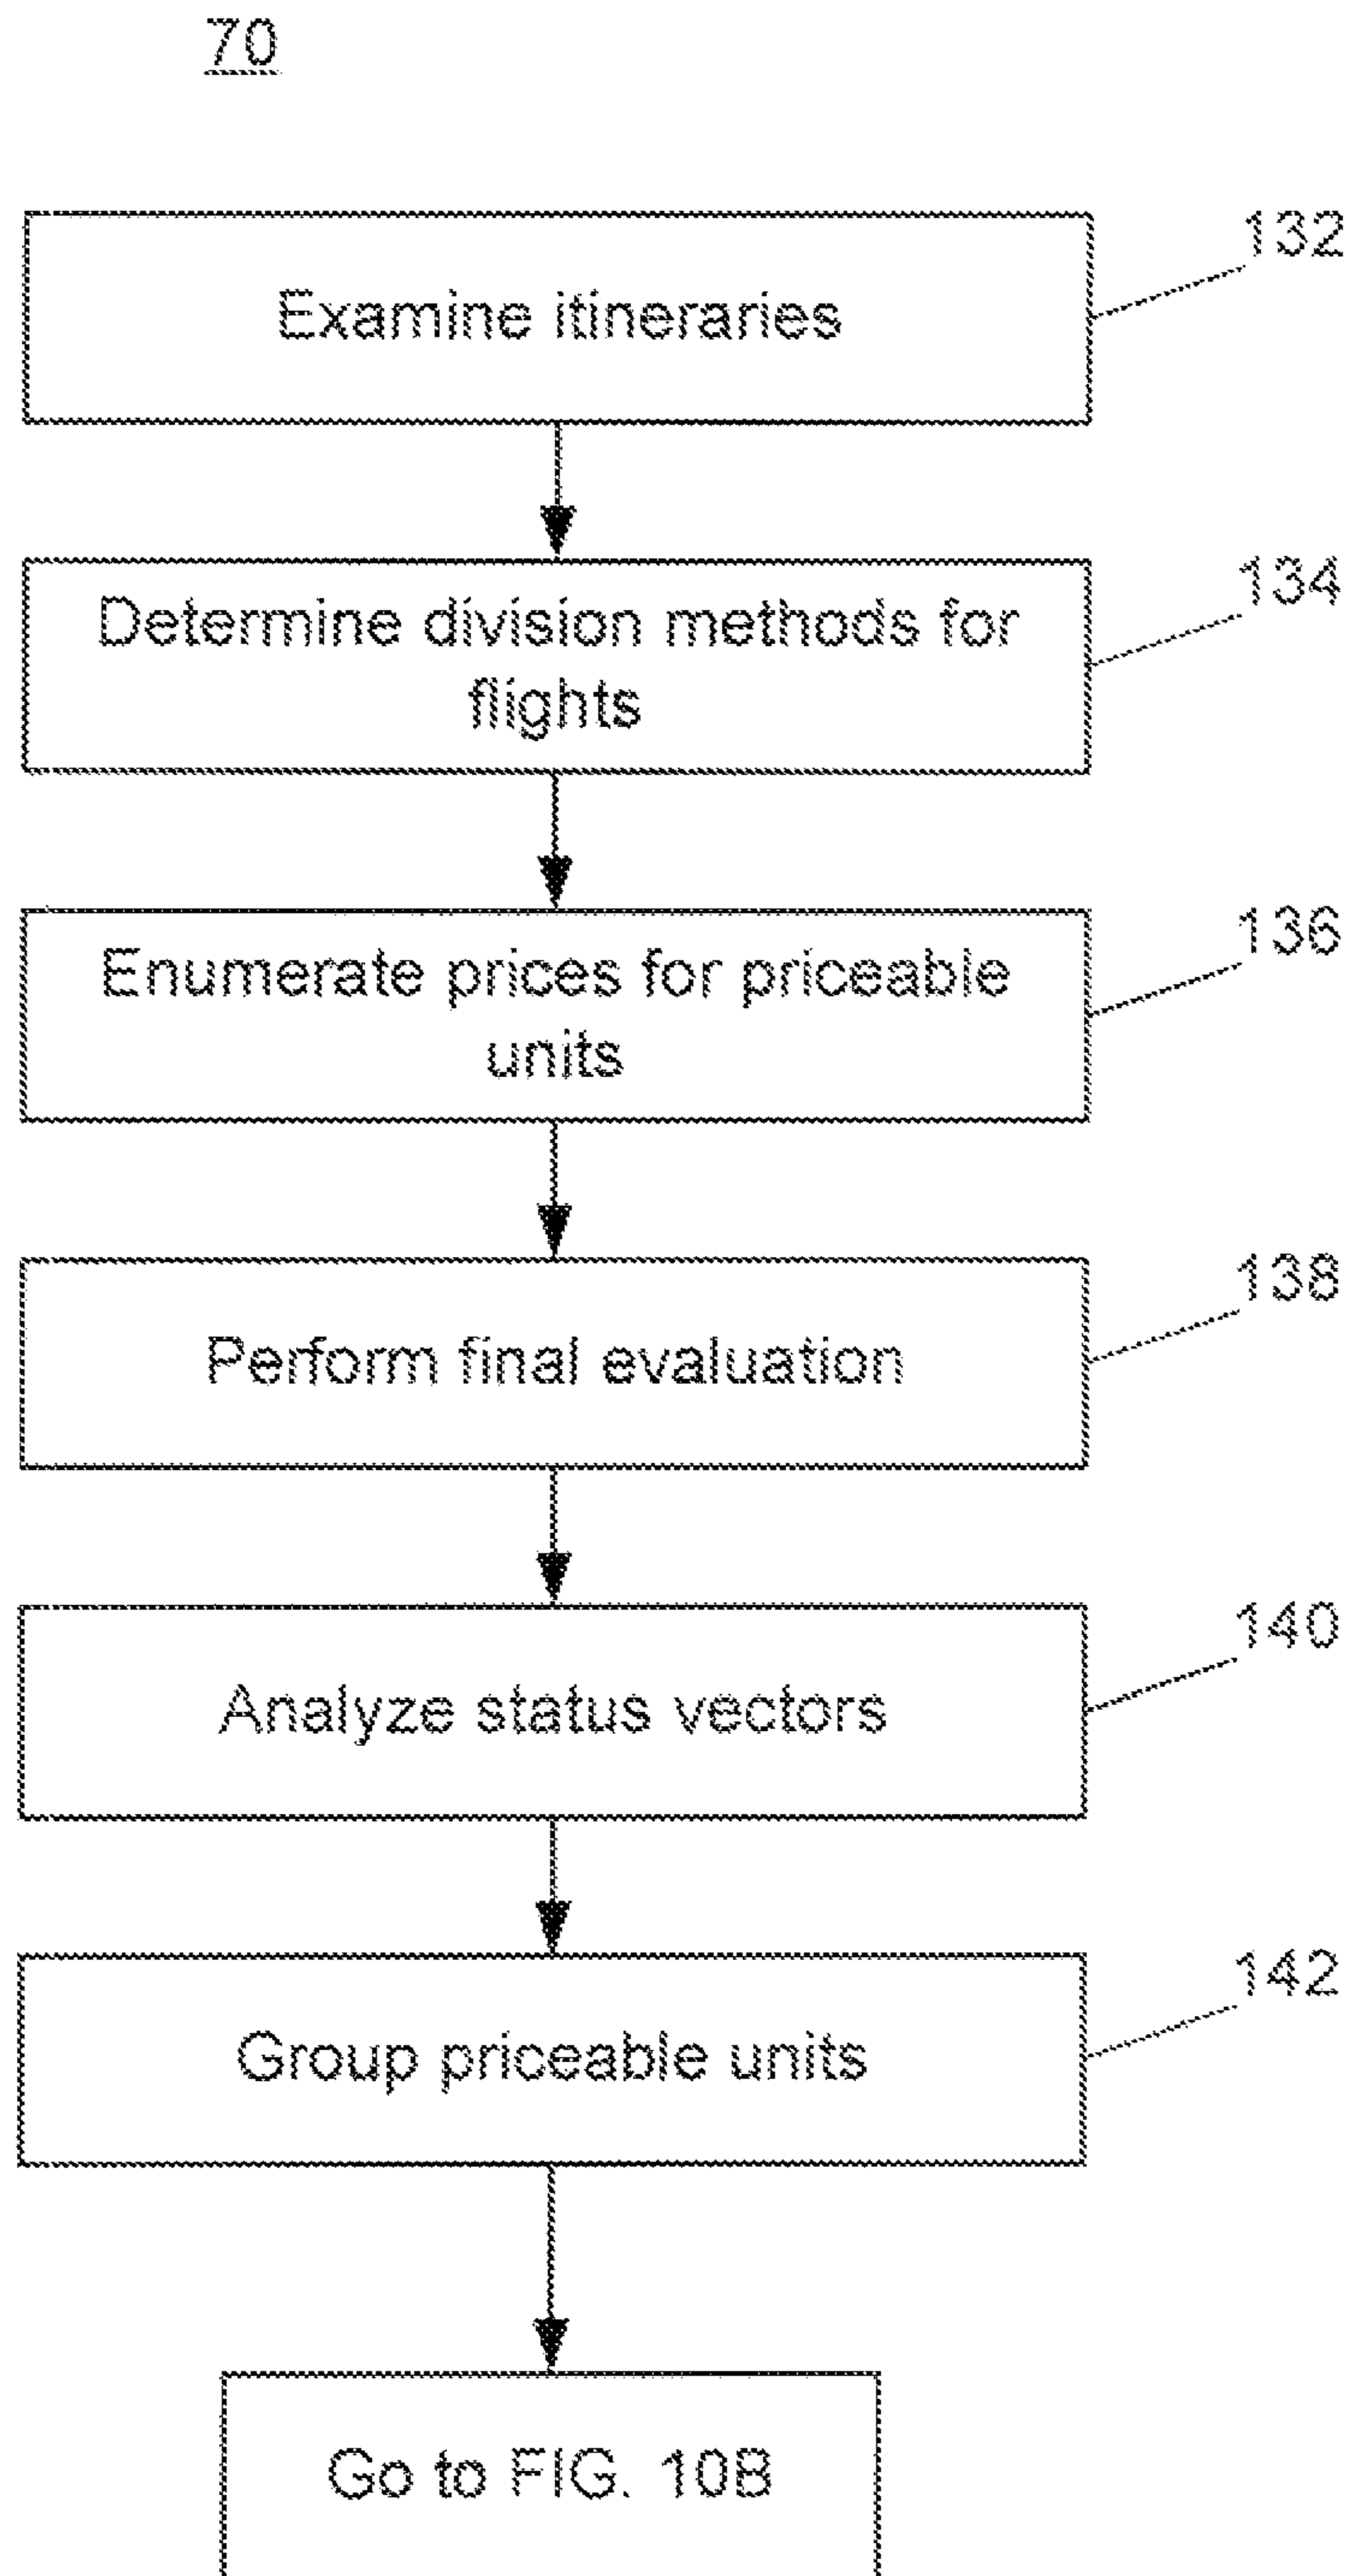 70
132
Examine itineraries
134
Determine division methods for
flights
136
Enumerate prices for priceable
units
138
Perform final evaluation
140
Analyze status vectors
142
Group priceable units
Go to FIG. 10B